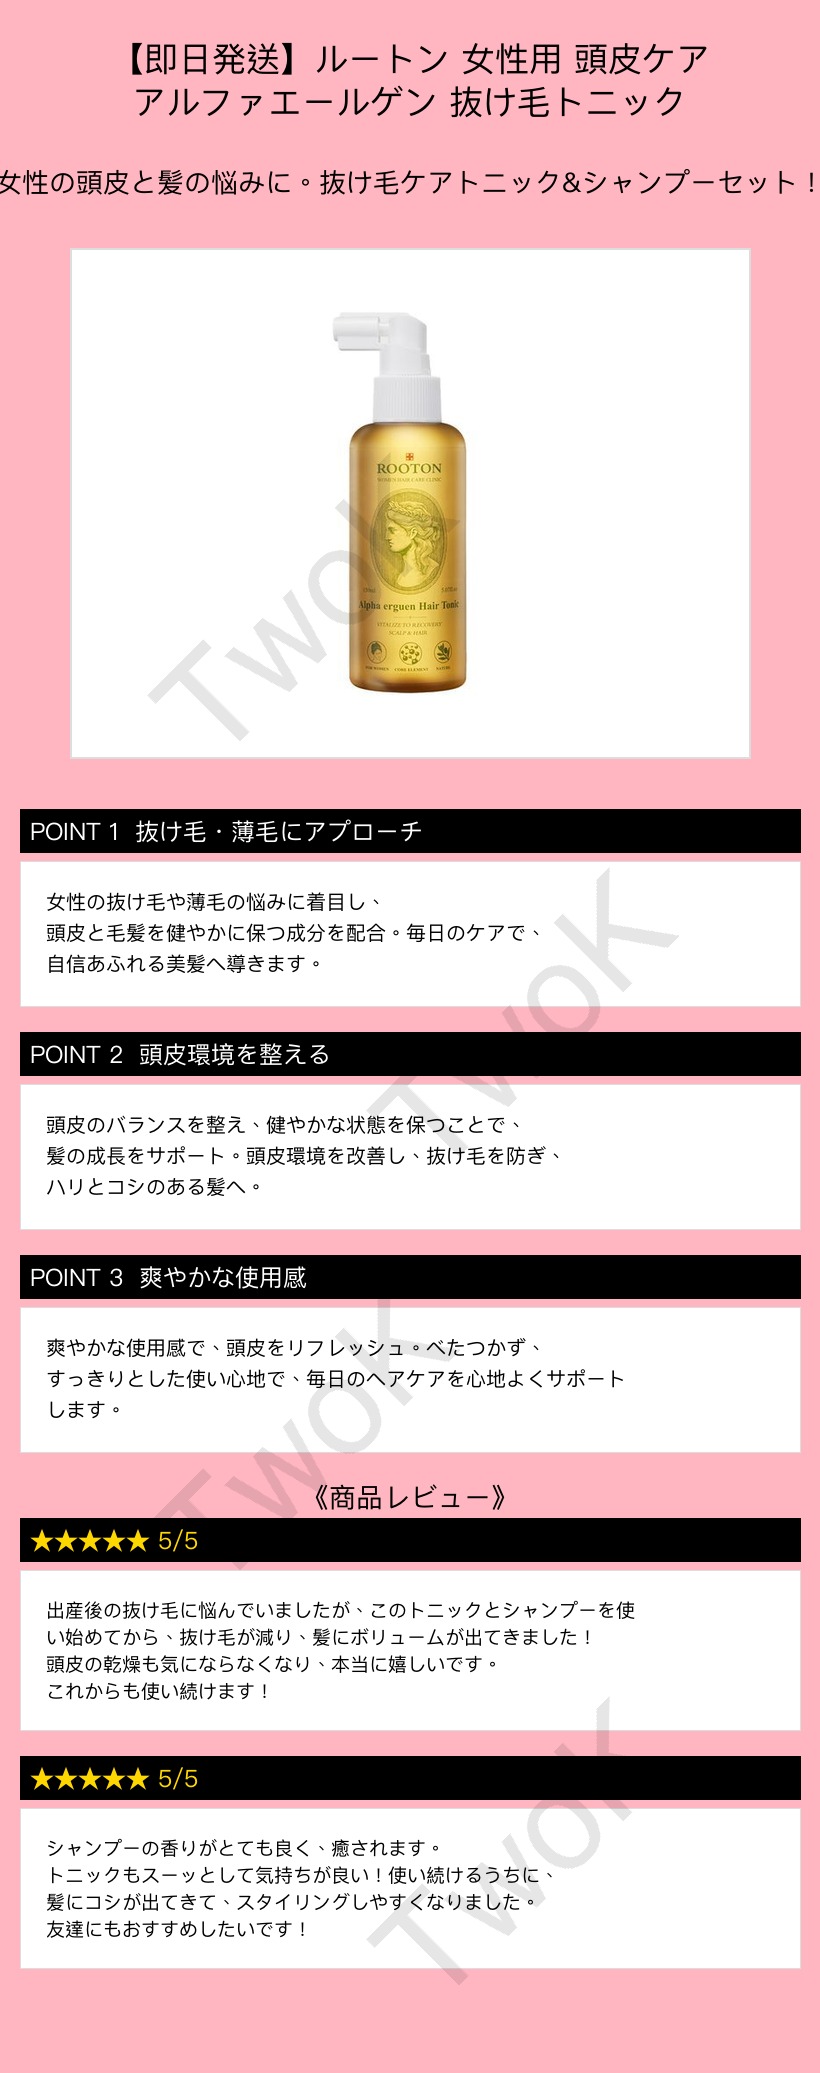 【即日発送】ルートン 女性用 頭皮ケア
アルファエールゲン 抜け毛トニック
女性の頭皮と髪の悩みに。抜け毛ケアトニック&シャンプーセット！
ROOTON
WOMEN HAIR CARE CLINIC
150ml 5.07fl.oz
Alpha erguen Hair Tonic
VITALIZE TO RECOVERY
SCALP & HAIR
FOR WOMEN CORE ELEMENT NATURE
TwoK
POINT 1 抜け毛・薄毛にアプローチ
女性の抜け毛や薄毛の悩みに着目し、
頭皮と毛髪を健やかに保つ成分を配合。毎日のケアで、
自信あふれる美髪へ導きます。
TwoK
POINT 2 頭皮環境を整える
頭皮のバランスを整え、健やかな状態を保つことで、
髪の成長をサポート。頭皮環境を改善し、抜け毛を防ぎ、
ハリとコシのある髪へ。
POINT 3 爽やかな使用感
爽やかな使用感で、頭皮をリフレッシュ。べたつかず、
すっきりとした使い心地で、毎日のヘアケアを心地よくサポート
します。
TwoK
《商品レビュー》
★★★★★ 5/5
出産後の抜け毛に悩んでいましたが、このトニックとシャンプーを使
い始めてから、抜け毛が減り、髪にボリュームが出てきました！
頭皮の乾燥も気にならなくなり、本当に嬉しいです。
これからも使い続けます！
★★★★★ 5/5
シャンプーの香りがとても良く、癒されます。
トニックもスーッとして気持ちが良い！使い続けるうちに、
髪にコシが出てきて、スタイリングしやすくなりました。
友達にもおすすめしたいです！
TwoK